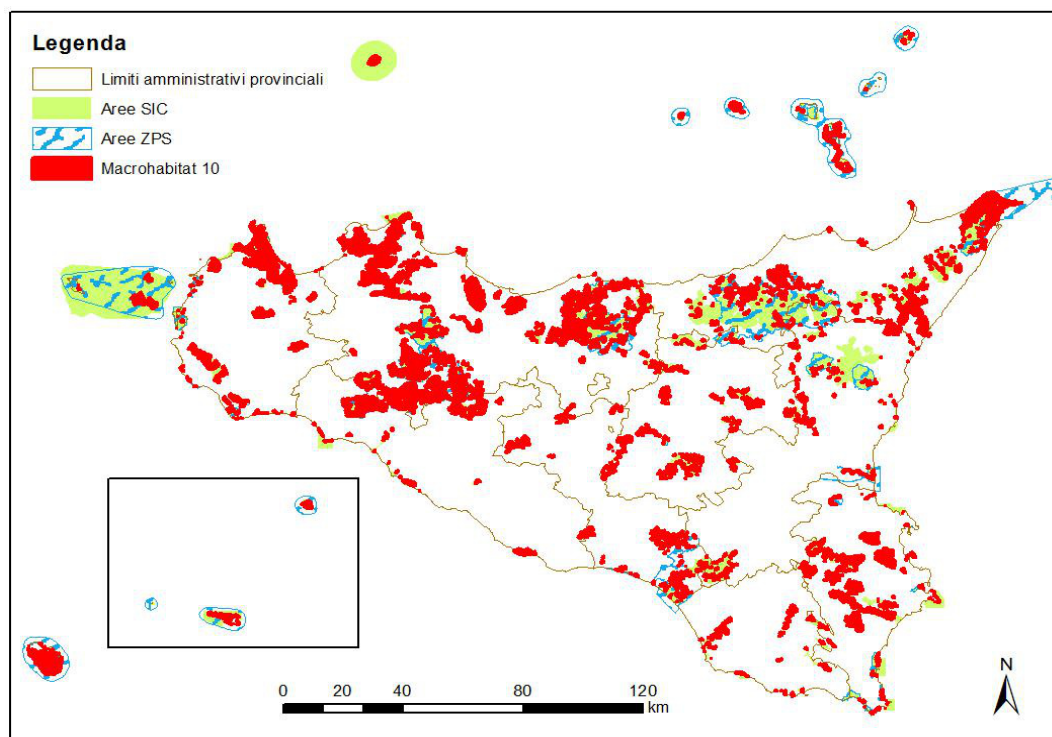 Legenda
Limiti amministrativi provinciali
Aree SIC
Aree ZPS
Macrohabitat 10
N
0 20 40 80 120
km